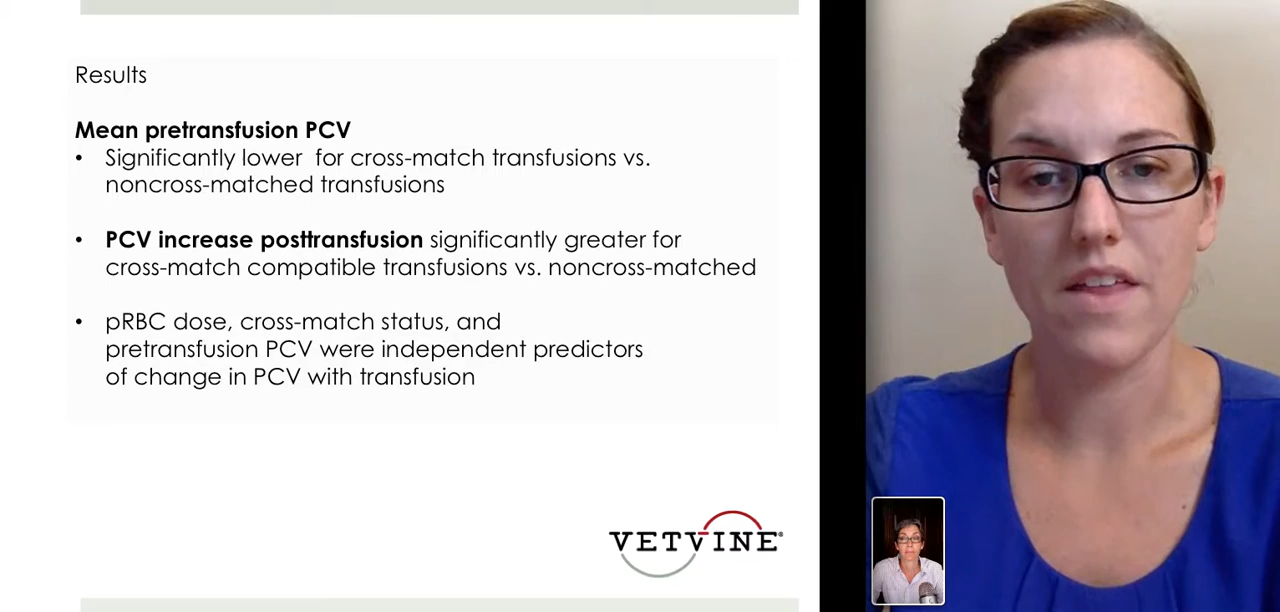 Results
Mean pretransfusion PCV
• Significantly lower for cross-match transfusions vs.
noncross-matched transfusions
• PCV increase posttransfusion significantly greater for
cross-match compatible transfusions vs. noncross-matched
• pRBC dose, cross-match status, and
pretransfusion PCV were independent predictors
of change in PCV with transfusion
VETVINE®